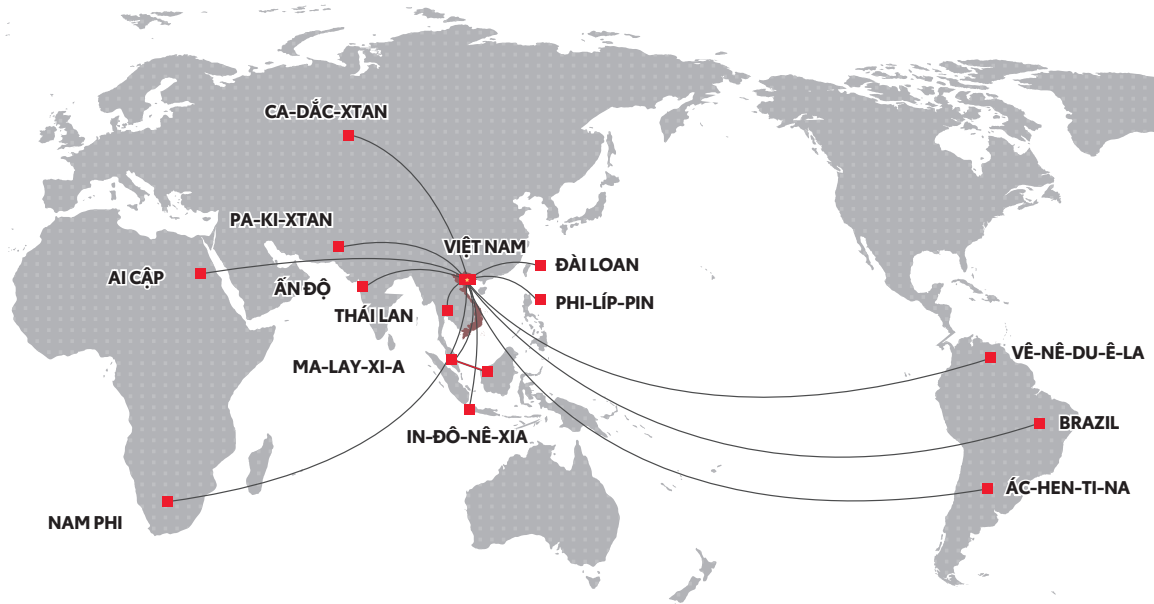 CA-DẮC-XTAN
PA-KI-XTAN
VIỆT NAM
AI CẬP
ẤN ĐỘ
ĐÀI LOAN
THÁI LAN
PHI-LÍP-PIN
MA-LAY-XI-A
VÊ-NÊ-DU-Ê-LA
IN-ĐÔ-NÊ-XIA
BRAZIL
ÁC-HEN-TI-NA
NAM PHI